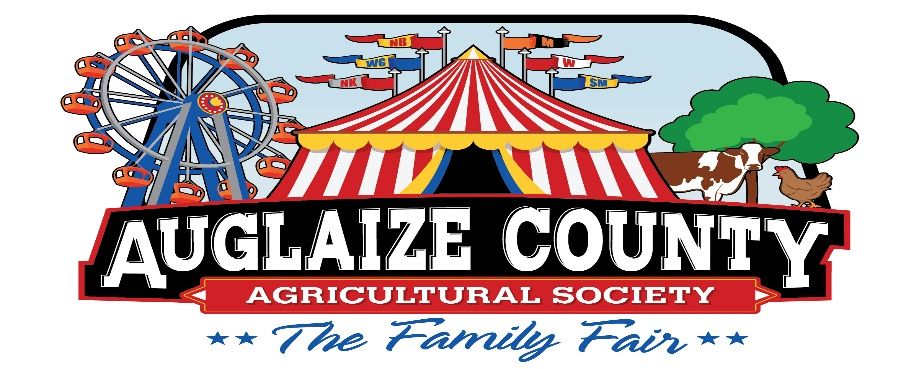 NB M
WG W
NK SM
AUGLAIZE COUNTY
AGRICULTURAL SOCIETY
The Family Fair